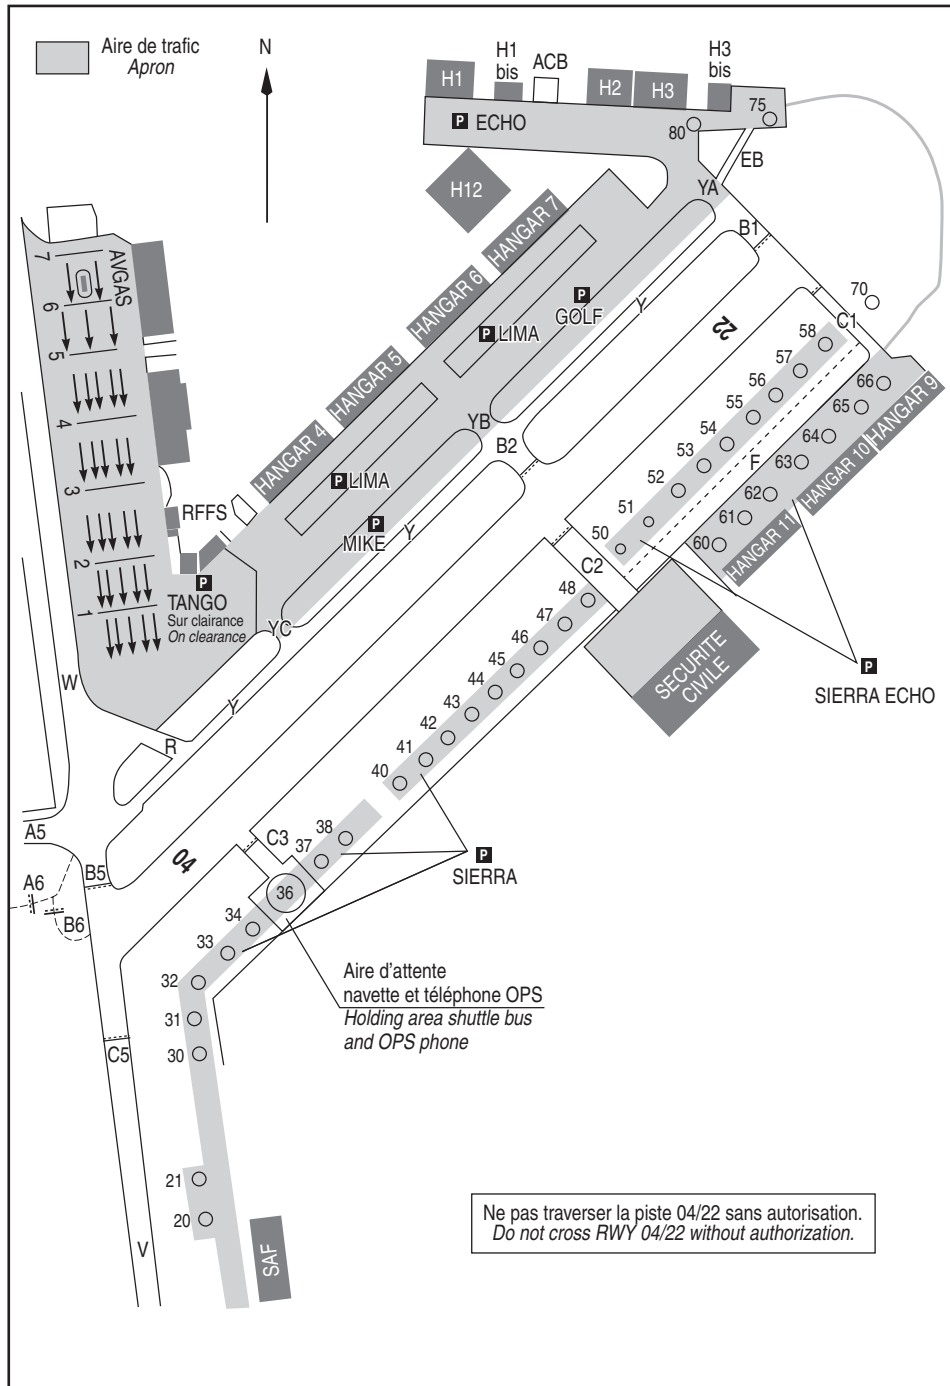 Aire de trafic
Apron
N
H1
H1
bis
ACB
H2
H3
H3
bis
75
P ECHO
80
EB
H12
YA
HANGAR 7
B1
7
AVGAS
6
HANGAR 6
P GOLF
Y
70
22
C1
P LIMA
58
5
57
HANGAR 5
56
66
HANGAR 9
55
65
4
YB
54
64
HANGAR 4
B2
53
F
63
HANGAR 10
3
P LIMA
52
62
RFFS
51
61
P MIKE
Y
50
60
HANGAR 11
2
C2
P TANGO
Sur clairance
On clearance
48
1
YC
47
46
SECURITE
CIVILE
45
P
SIERRA ECHO
W
44
Y
43
42
R
41
40
A5
38
C3
37
04
P
SIERRA
A6
B5
36
B6
34
33
Aire d'attente
navette et téléphone OPS
Holding area shuttle bus
and OPS phone
32
31
C5
30
21
20
Ne pas traverser la piste 04/22 sans autorisation.
Do not cross RWY 04/22 without authorization.
V
SAF